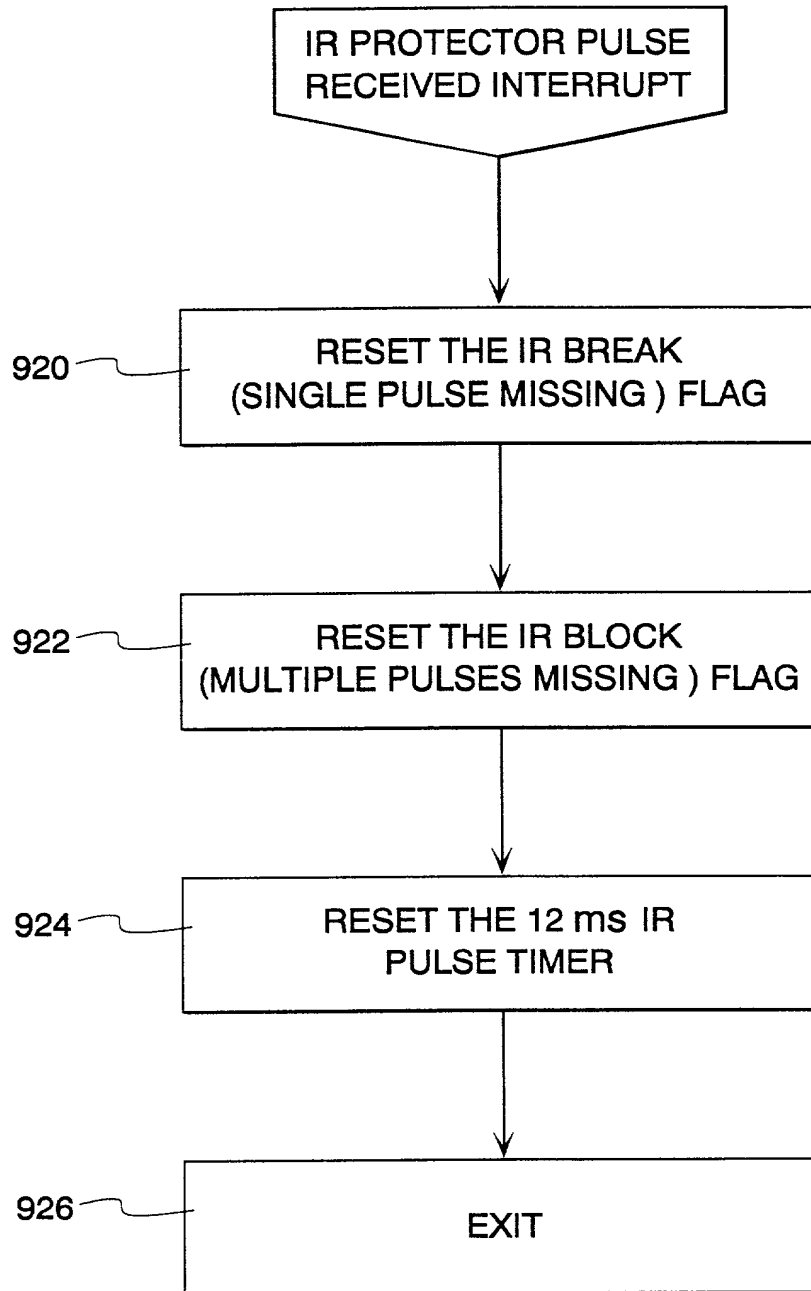 IR PROTECTOR PULSE
RECEIVED INTERRUPT
920
RESET THE IR BREAK
(SINGLE PULSE MISSING ) FLAG
922
RESET THE IR BLOCK
(MULTIPLE PULSES MISSING ) FLAG
924
RESET THE 12 ms IR
PULSE TIMER
926
EXIT